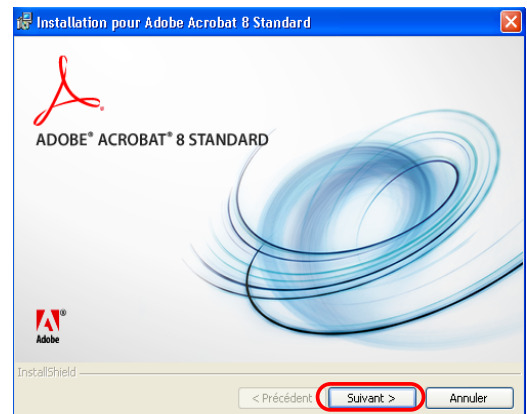 Installation pour Adobe Acrobat 8 Standard
ADOBE® ACROBAT® 8 STANDARD
Adobe
InstallShield
< Précédent Suivant > Annuler